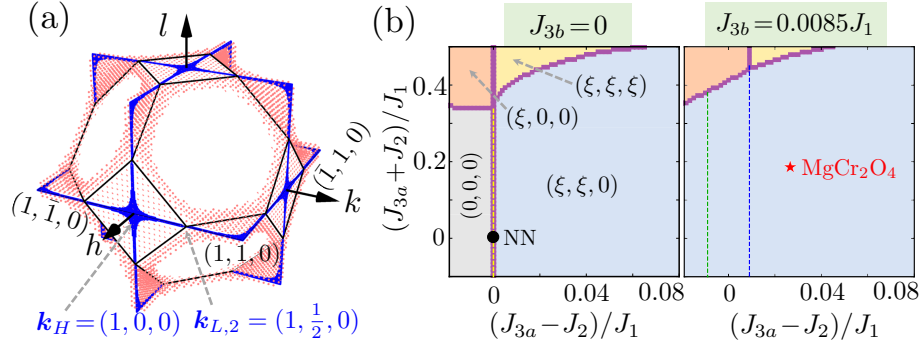 (a)
l
(1̄, 1, 0)
k
(1, 1̄, 0)
h
(1, 1, 0)
𝒌_H = (1, 0, 0)
𝒌_{L,2} = (1, 1/2, 0)
(b)
J_{3b} = 0
J_{3b} = 0.0085J_1
(J_{3a}+J_2)/J_1
0.4
0.2
0
(ξ, ξ, ξ)
(ξ, 0, 0)
(0, 0, 0)
(ξ, ξ, 0)
NN
★ MgCr₂O₄
0 0.04 0.08
0 0.04 0.08
(J_{3a}−J_2)/J_1
(J_{3a}−J_2)/J_1